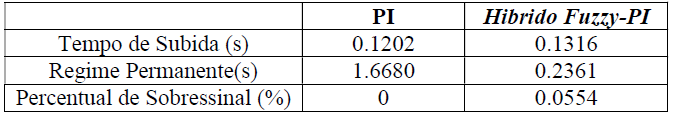 PI Hibrido Fuzzy-PI
Tempo de Subida (s) 0.1202 0.1316
Regime Permanente(s) 1.6680 0.2361
Percentual de Sobressinal (%) 0 0.0554